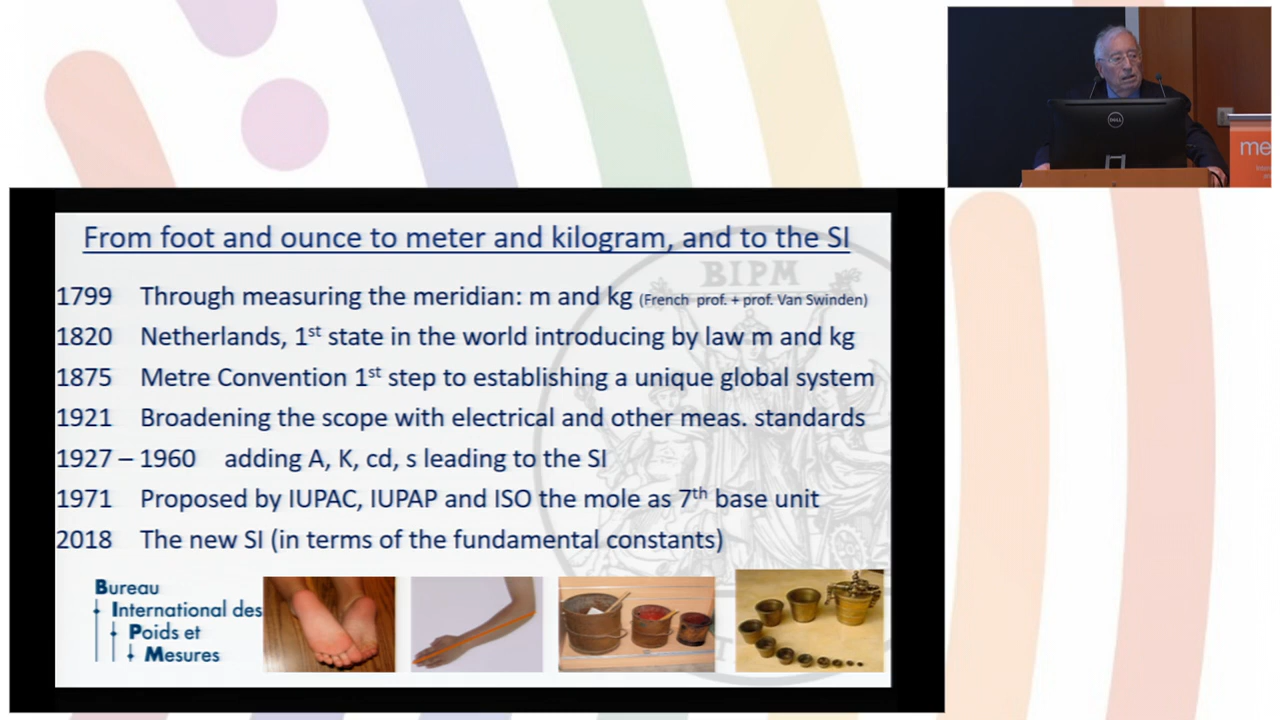 From foot and ounce to meter and kilogram, and to the SI
1799 Through measuring the meridian: m and kg (French prof. + prof. Van Swinden)
1820 Netherlands, 1st state in the world introducing by law m and kg
1875 Metre Convention 1st step to establishing a unique global system
1921 Broadening the scope with electrical and other meas. standards
1927 – 1960 adding A, K, cd, s leading to the SI
1971 Proposed by IUPAC, IUPAP and ISO the mole as 7th base unit
2018 The new SI (in terms of the fundamental constants)
Bureau
International des
Poids et
Mesures
BIPM
DELL
me